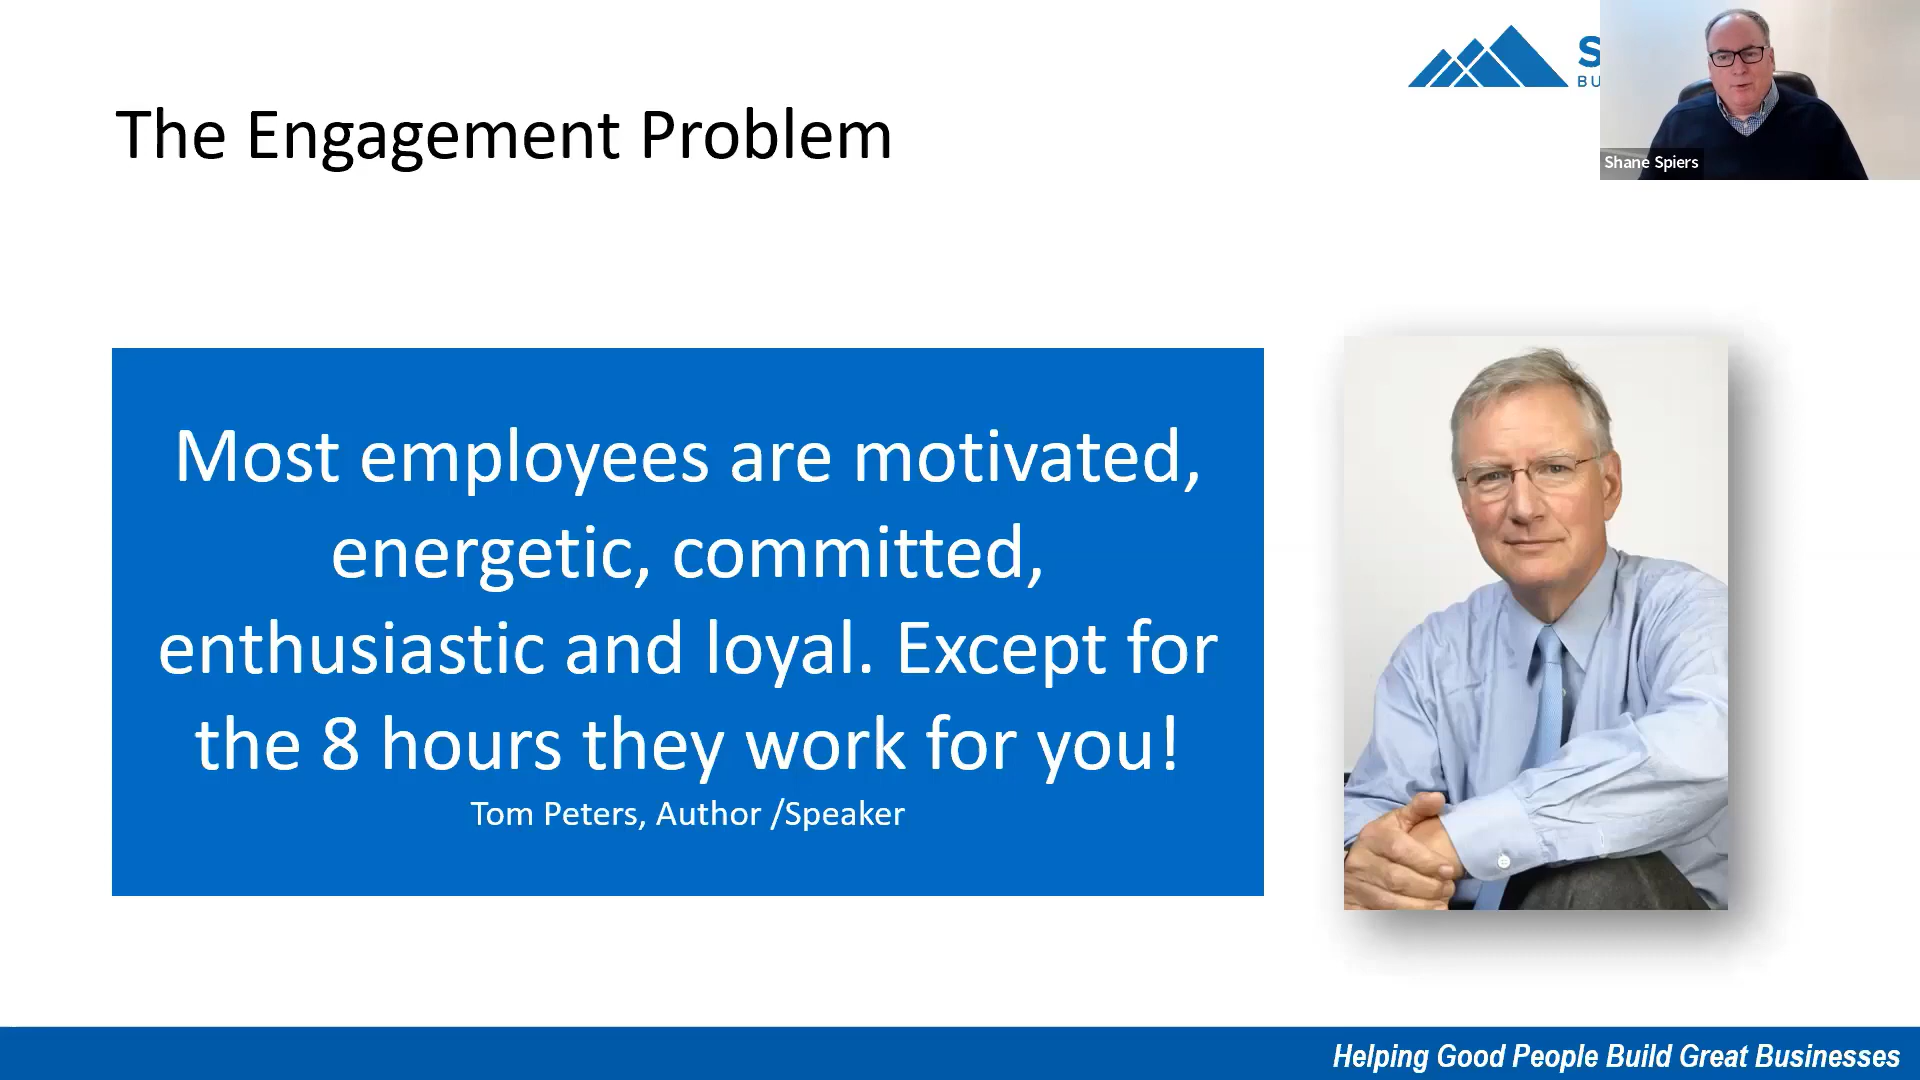 The Engagement Problem
Shane Spiers
Most employees are motivated,
energetic, committed,
enthusiastic and loyal. Except for
the 8 hours they work for you!
Tom Peters, Author /Speaker
Helping Good People Build Great Businesses